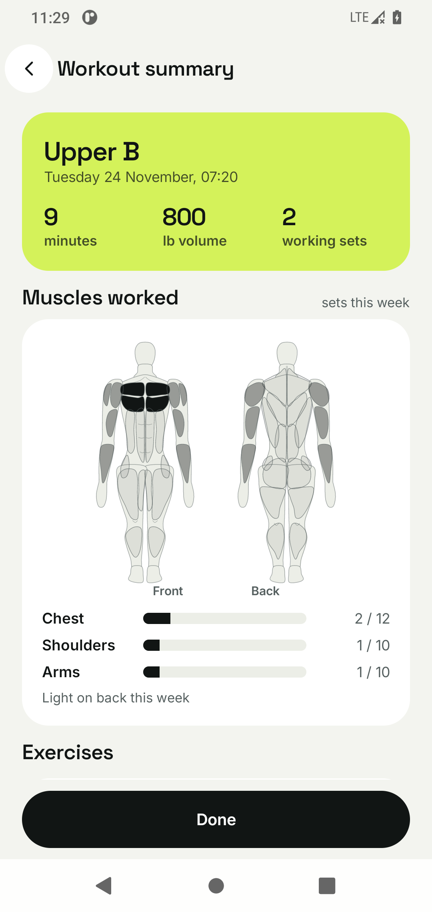 11:29
LTE
Workout summary
Upper B
Tuesday 24 November, 07:20
9 800 2
minutes lb volume working sets
Muscles worked sets this week
Front Back
Chest 2 / 12
Shoulders 1 / 10
Arms 1 / 10
Light on back this week
Exercises
Done